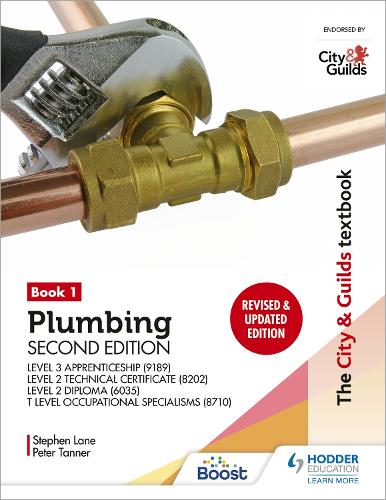 ENDORSED BY
City&
Guilds
The City & Guilds textbook
Book 1
Plumbing
SECOND EDITION
REVISED &
UPDATED
EDITION
LEVEL 3 APPRENTICESHIP (9189)
LEVEL 2 TECHNICAL CERTIFICATE (8202)
LEVEL 2 DIPLOMA (6035)
T LEVEL OCCUPATIONAL SPECIALISMS (8710)
Stephen Lane
Peter Tanner
Boost
HODDER
EDUCATION
LEARN MORE